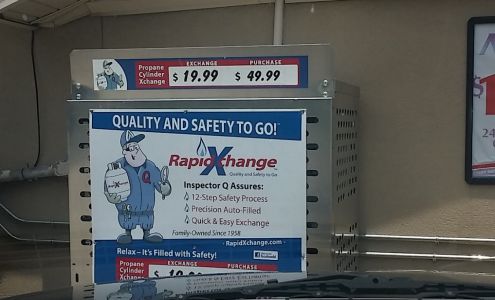 EXCHANGE PURCHASE
Propane Cylinder Xchange $ 19.99 $ 49.99
QUALITY AND SAFETY TO GO!
RapidXchange
Quality and Safety to Go
Inspector Q Assures:
12-Step Safety Process
Precision Auto-Filled
Quick & Easy Exchange
Family-Owned Since 1958
- RapidXchange.com -
Relax – It's Filled with Safety!
EXCHANGE PURCHASE
Propane
Cylinder
Xchange
Q
$